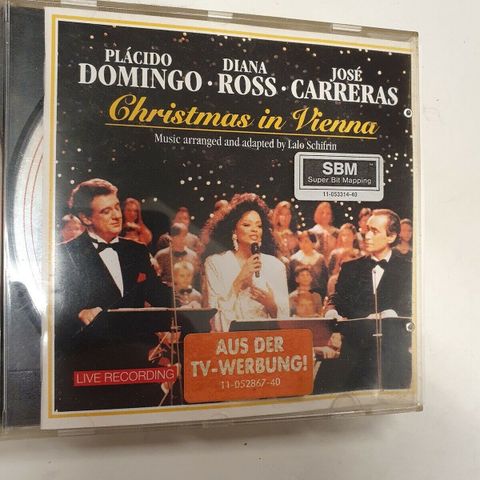 PLÁCIDO DOMINGO · DIANA ROSS · JOSÉ CARRERAS
Christmas in Vienna
Music arranged and adapted by Lalo Schifrin
SBM
Super Bit Mapping
11-053314-40
AUS DER
TV-WERBUNG!
11-052867-40
LIVE RECORDING